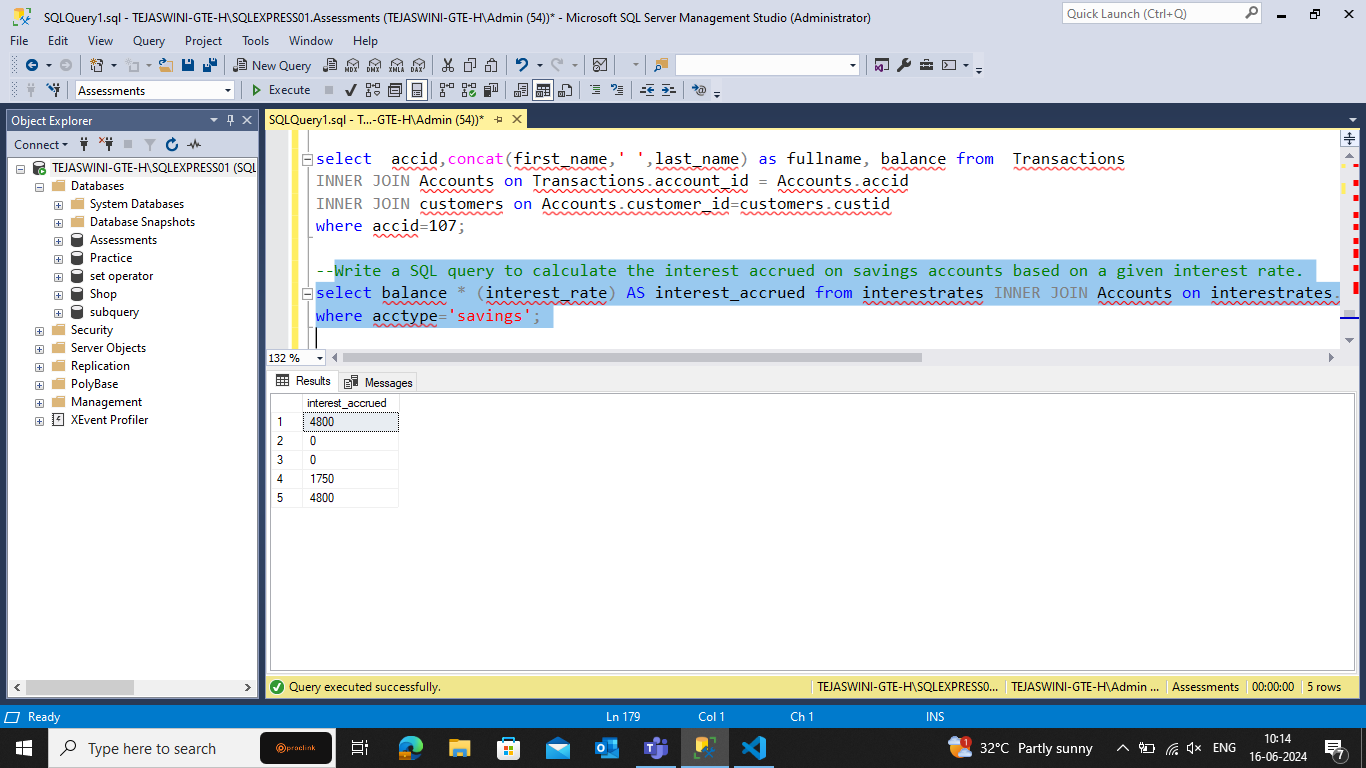 SQLQuery1.sql - TEJASWINI-GTE-H\SQLEXPRESS01.Assessments (TEJASWINI-GTE-H\Admin (54))* - Microsoft SQL Server Management Studio (Administrator)
Quick Launch (Ctrl+Q)
File Edit View Query Project Tools Window Help
New Query MDX DMX XMLA DAX
Assessments
Execute
Object Explorer
Connect
TEJASWINI-GTE-H\SQLEXPRESS01 (SQL
Databases
System Databases
Database Snapshots
Assessments
Practice
set operator
Shop
subquery
Security
Server Objects
Replication
PolyBase
Management
XEvent Profiler
SQLQuery1.sql - T...-GTE-H\Admin (54))*
select  accid,concat(first_name,' ',last_name) as fullname, balance from  Transactions
INNER JOIN Accounts on Transactions.account_id = Accounts.accid
INNER JOIN customers on Accounts.customer_id=customers.custid
where accid=107;
--Write a SQL query to calculate the interest accrued on savings accounts based on a given interest rate.
select balance * (interest_rate) AS interest_accrued from interestrates INNER JOIN Accounts on interestrates.
where acctype='savings';
132 %
Results Messages
interest_accrued
1 4800
2 0
3 0
4 1750
5 4800
Query executed successfully.
TEJASWINI-GTE-H\SQLEXPRESS0... TEJASWINI-GTE-H\Admin ... Assessments 00:00:00 5 rows
Ready Ln 179 Col 1 Ch 1 INS
Type here to search
proclink
1 32°C Partly sunny
ENG
10:14
16-06-2024
7